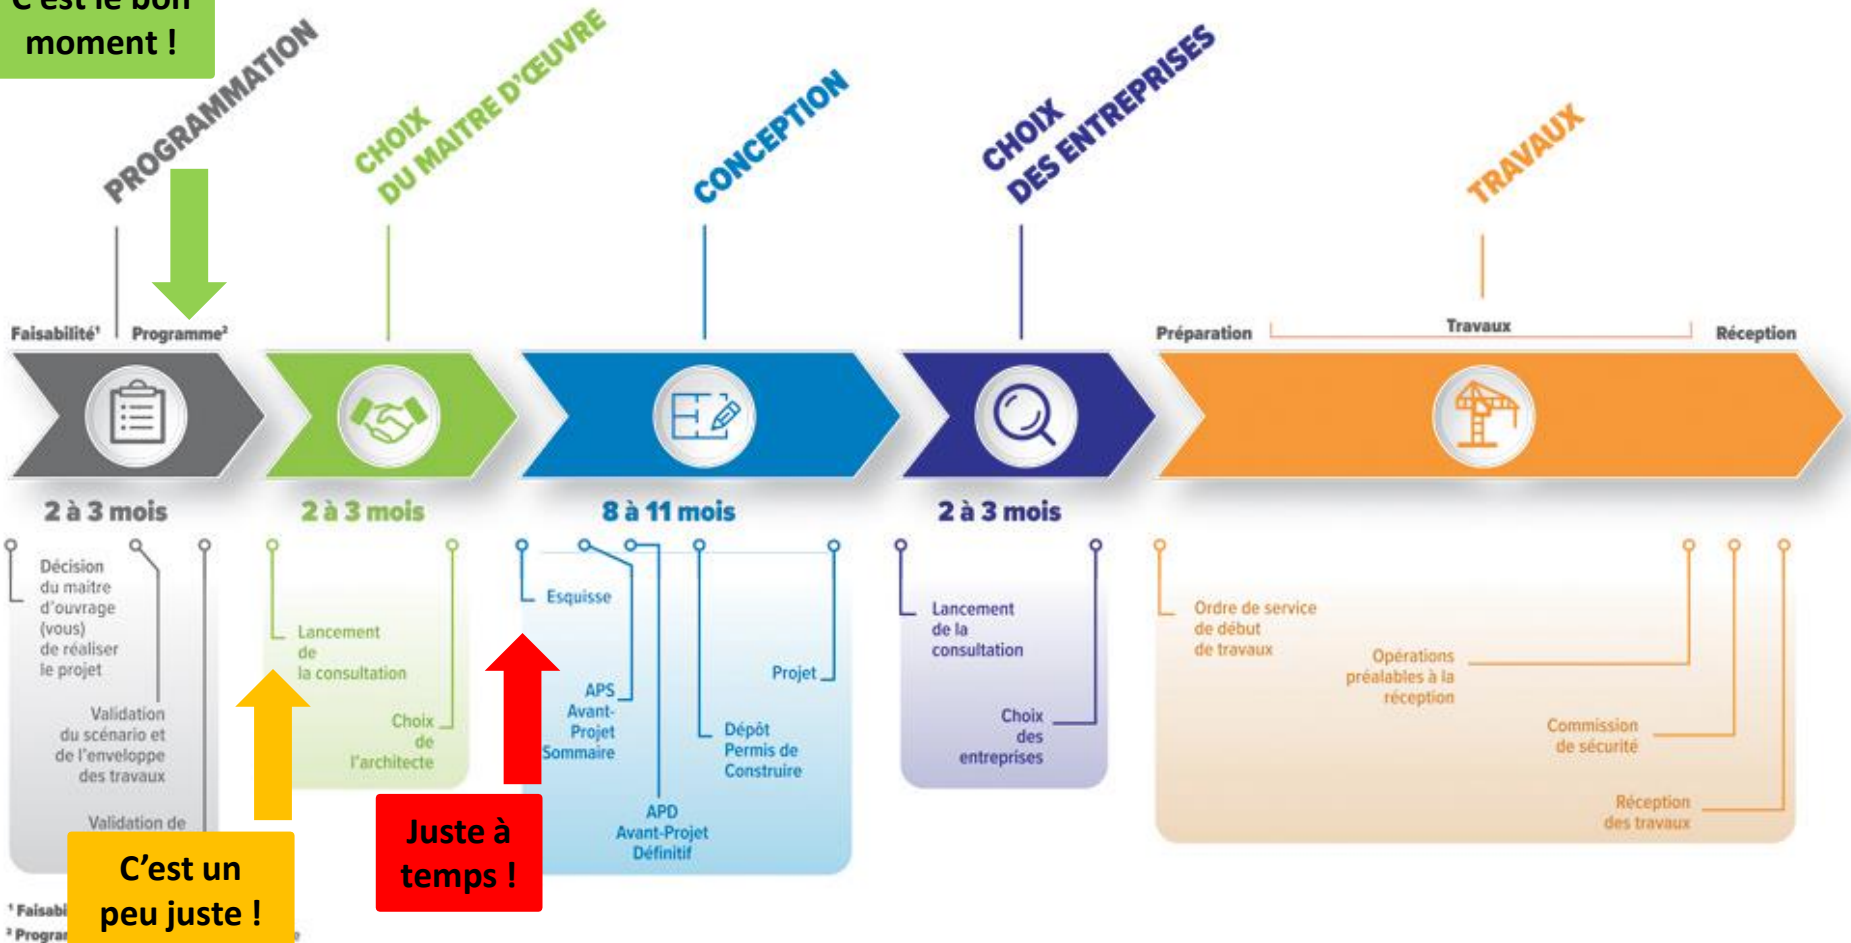 C'est le bon
moment !
PROGRAMMATION
CHOIX
DU MAITRE D'ŒUVRE
CONCEPTION
CHOIX
DES ENTREPRISES
TRAVAUX
Faisabilité¹
Programme²
Préparation
Travaux
Réception
2 à 3 mois
2 à 3 mois
8 à 11 mois
2 à 3 mois
Décision
du maitre
d'ouvrage
(vous)
de réaliser
le projet
Validation
du scénario et
de l'enveloppe
des travaux
Validation de
Lancement
de
la consultation
Choix
de
l'architecte
Esquisse
APS
Avant-
Projet
Sommaire
APD
Avant-Projet
Définitif
Dépôt
Permis de
Construire
Projet
Lancement
de la
consultation
Choix
des
entreprises
Ordre de service
de début
de travaux
Opérations
préalables à la
réception
Commission
de sécurité
Réception
des travaux
C'est un
peu juste !
Juste à
temps !